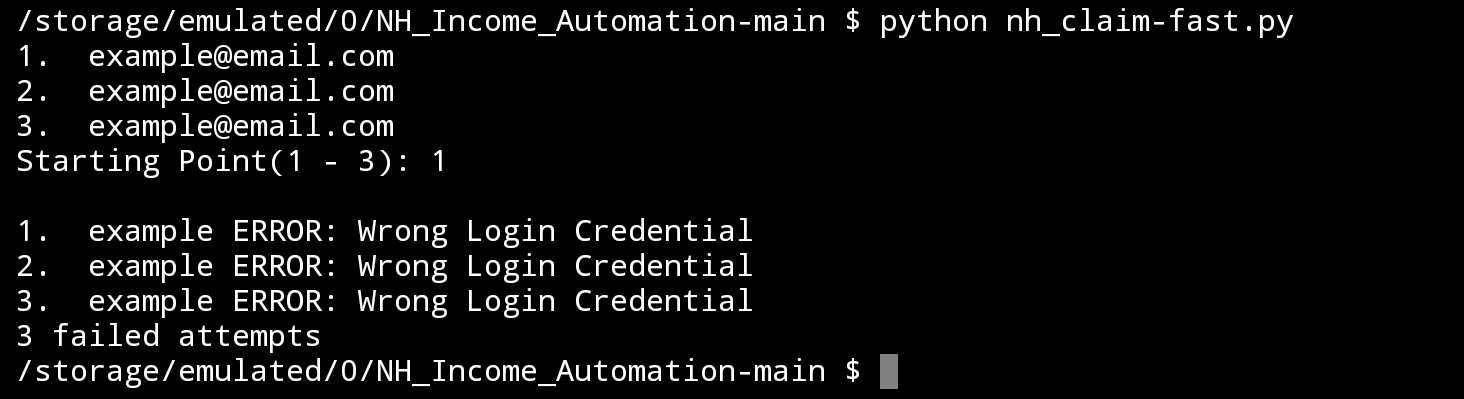 /storage/emulated/0/NH_Income_Automation-main $ python nh_claim-fast.py
1.  example@email.com
2.  example@email.com
3.  example@email.com
Starting Point(1 - 3): 1
1.  example ERROR: Wrong Login Credential
2.  example ERROR: Wrong Login Credential
3.  example ERROR: Wrong Login Credential
3 failed attempts
/storage/emulated/0/NH_Income_Automation-main $